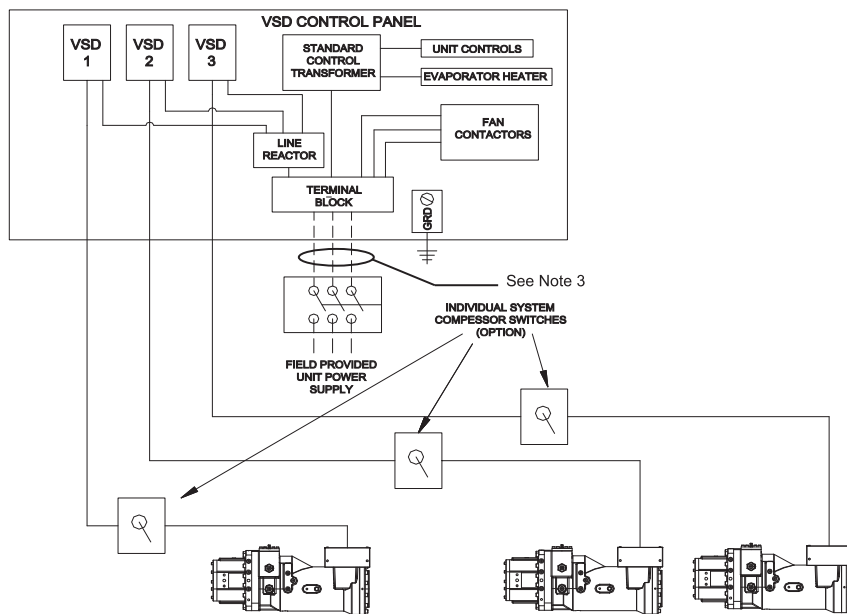 VSD CONTROL PANEL
VSD
1
VSD
2
VSD
3
STANDARD
CONTROL
TRANSFORMER
UNIT CONTROLS
EVAPORATOR HEATER
FAN
CONTACTORS
LINE
REACTOR
TERMINAL
BLOCK
GRD
See Note 3
INDIVIDUAL SYSTEM
COMPESSOR SWITCHES
(OPTION)
FIELD PROVIDED
UNIT POWER
SUPPLY